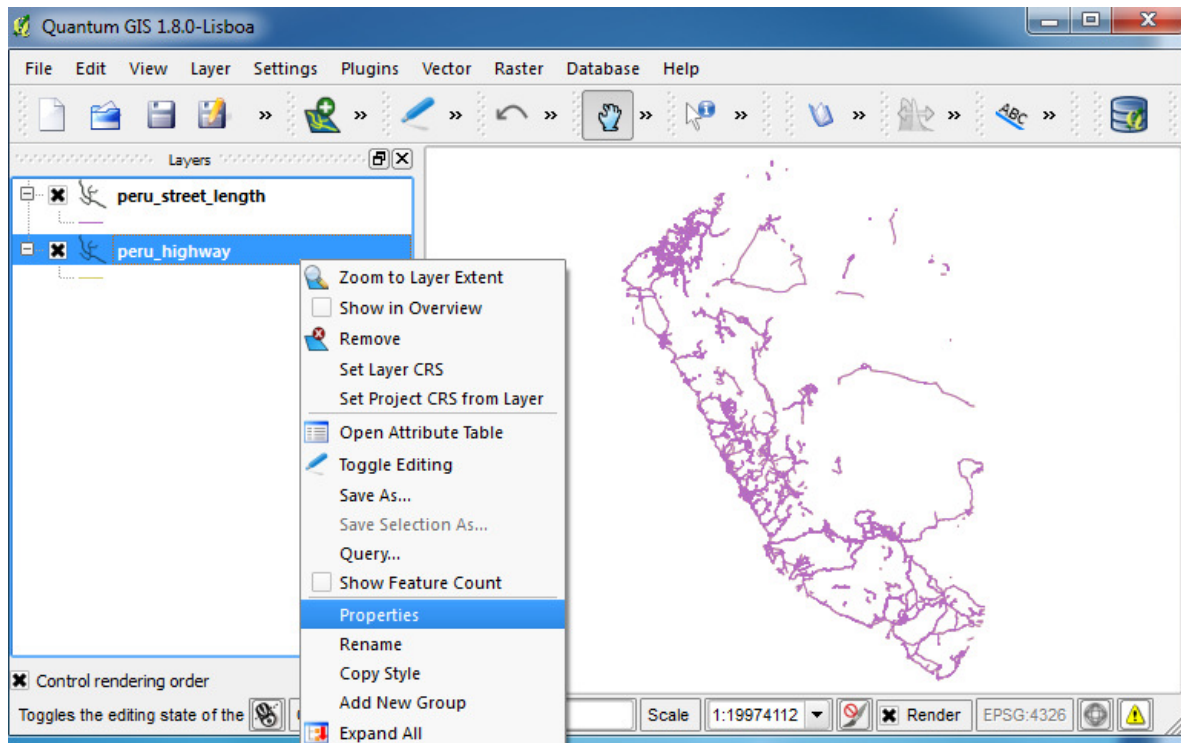 Quantum GIS 1.8.0-Lisboa
File Edit View Layer Settings Plugins Vector Raster Database Help
» » » » » » » ABC »
Layers
peru_street_length
peru_highway
Zoom to Layer Extent
Show in Overview
Remove
Set Layer CRS
Set Project CRS from Layer
Open Attribute Table
Toggle Editing
Save As...
Save Selection As...
Query...
Show Feature Count
Properties
Rename
Copy Style
Add New Group
Expand All
Control rendering order
Toggles the editing state of the
Scale 1:19974112 Render EPSG:4326